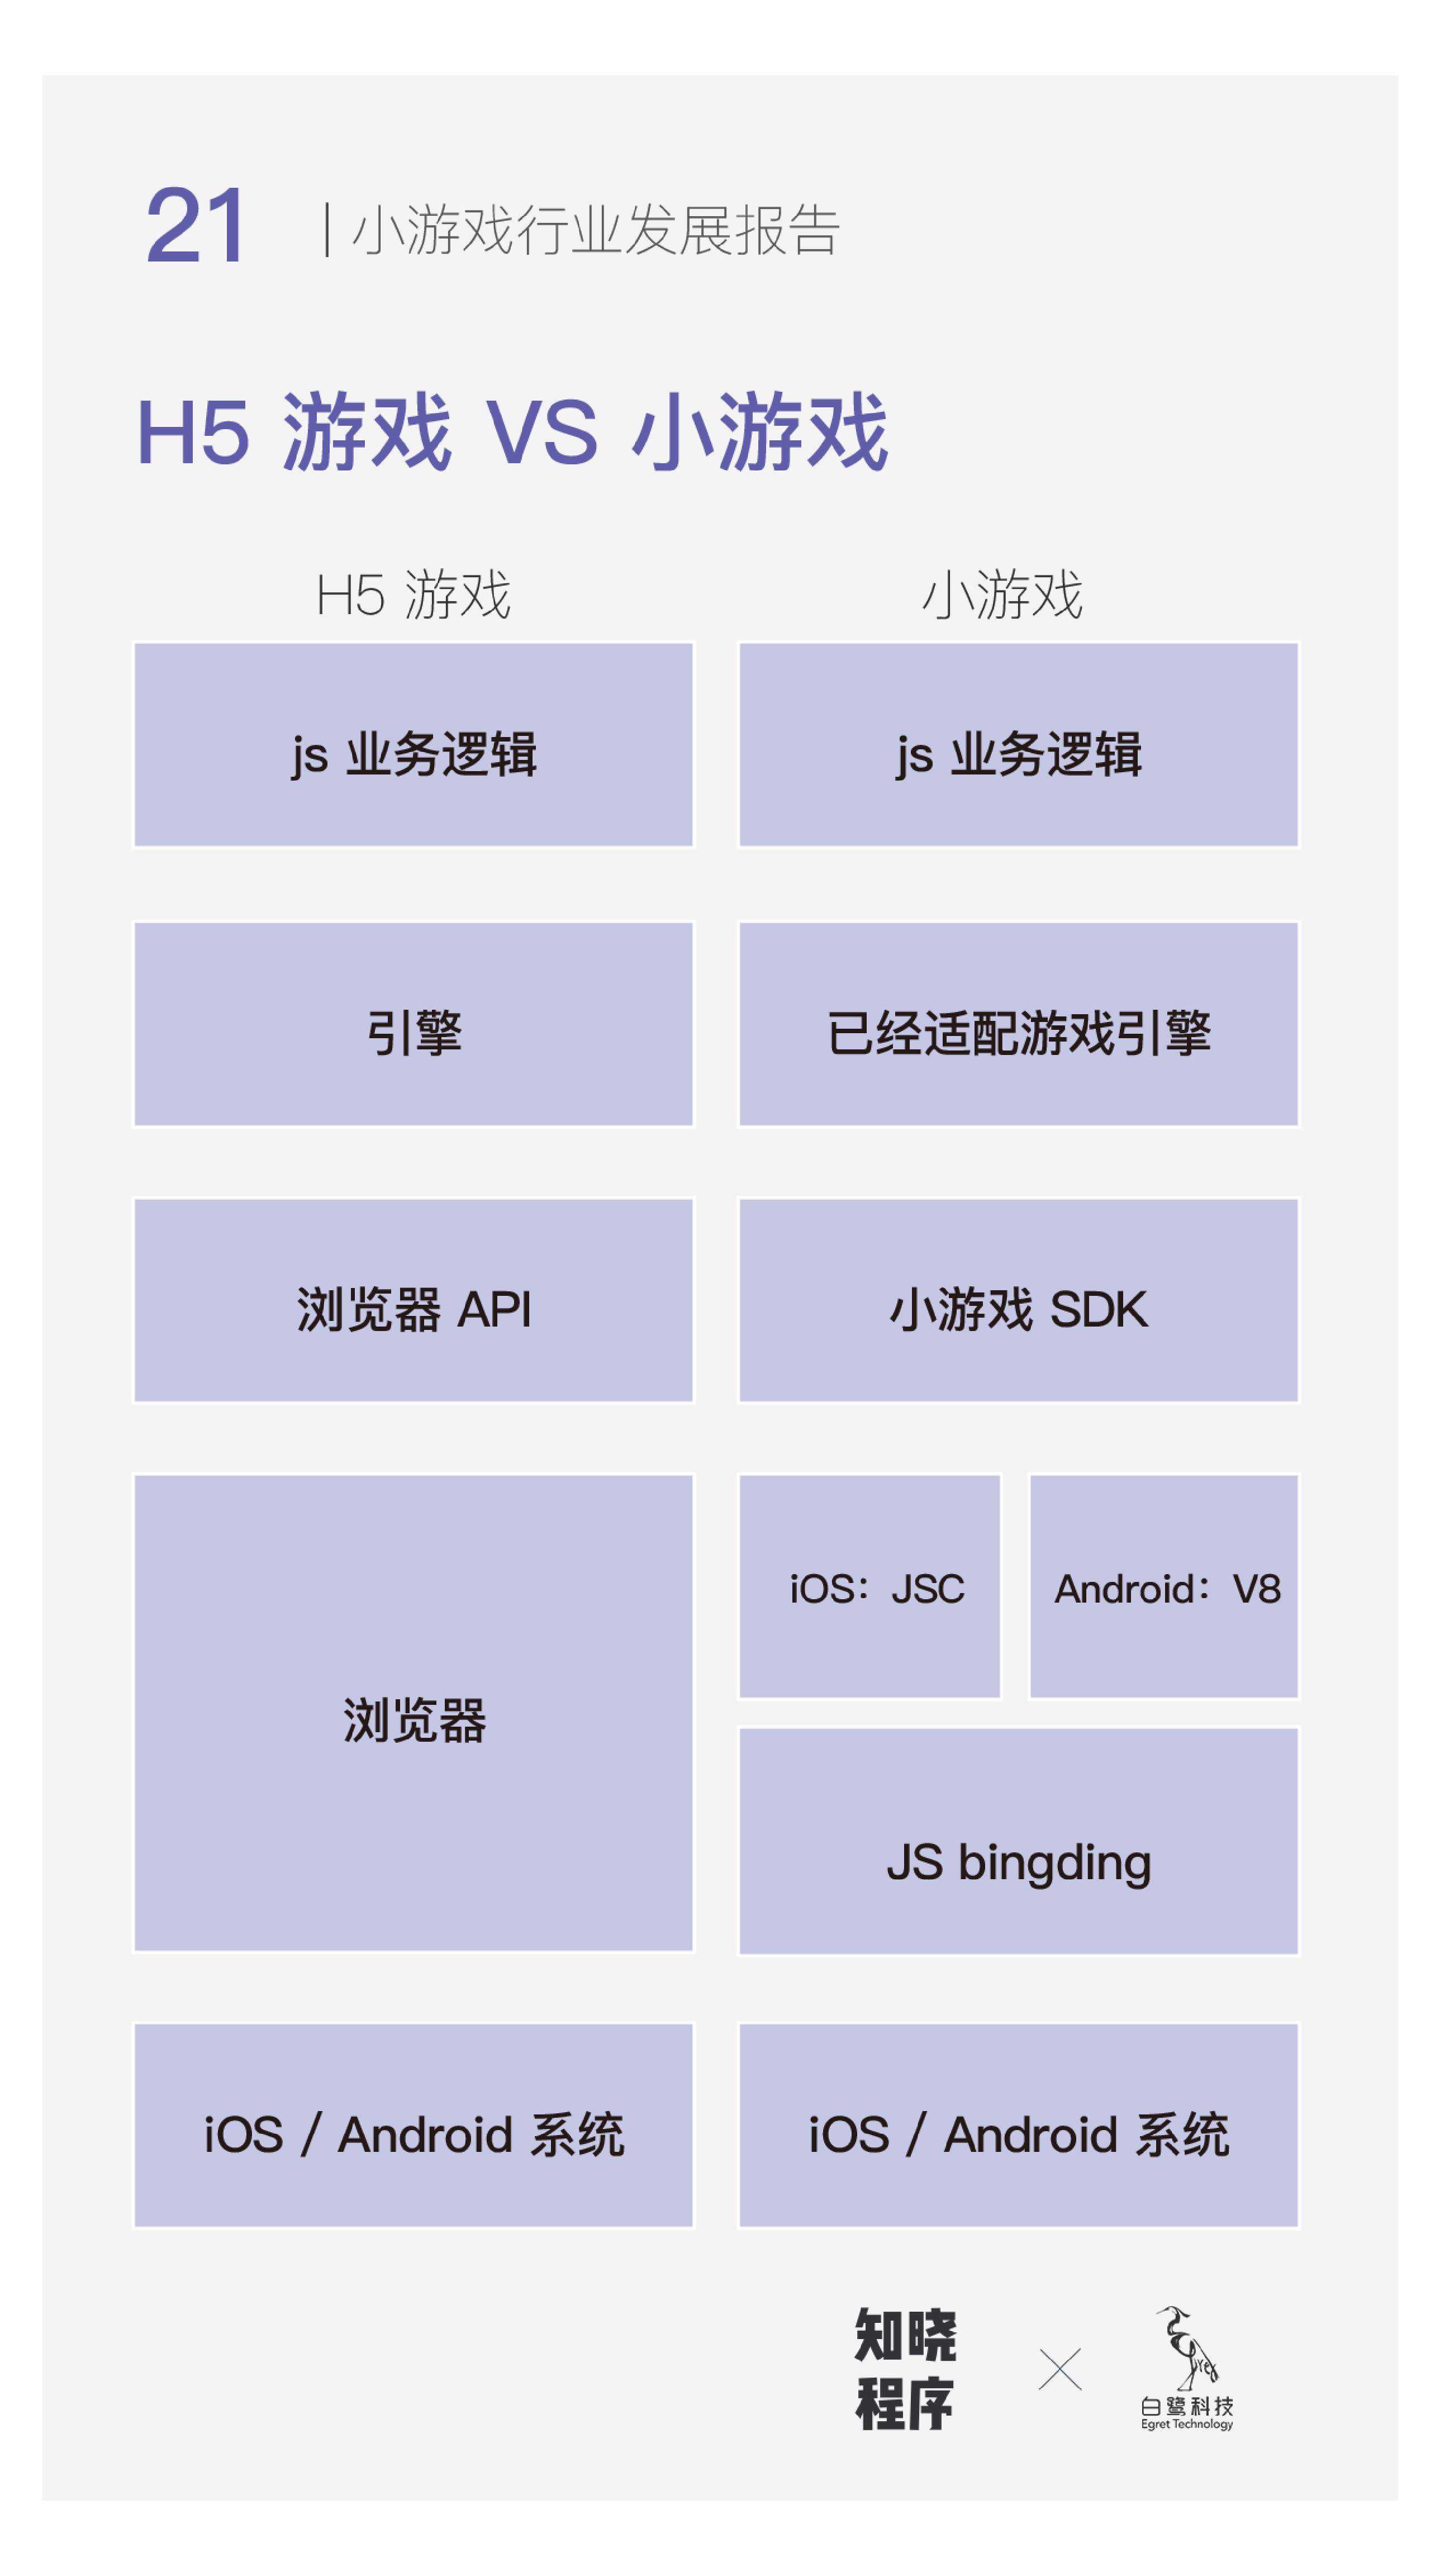 21
小游戏行业发展报告
H5 游戏 VS 小游戏
H5 游戏
小游戏
js 业务逻辑
js 业务逻辑
引擎
已经适配游戏引擎
浏览器 API
小游戏 SDK
浏览器
iOS：JSC
Android：V8
JS bingding
iOS / Android 系统
iOS / Android 系统
知晓
程序
白鹭科技
Egret Technology